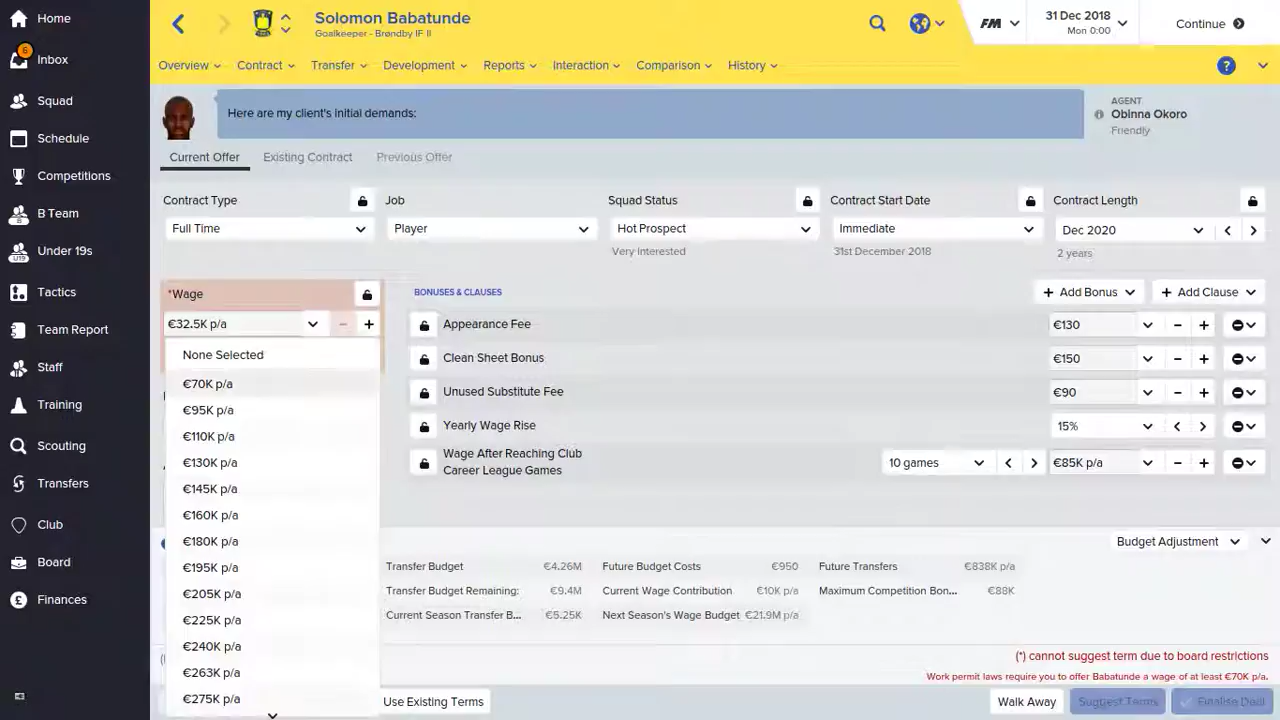 Home
6
Inbox
Squad
Schedule
Competitions
B Team
Under 19s
U19
Tactics
Team Report
Staff
Training
Scouting
Transfers
Club
Board
Finances
Solomon Babatunde
Goalkeeper - Brøndby IF II
FM
31 Dec 2018
Mon 0:00
Continue
Overview
Contract
Transfer
Development
Reports
Interaction
Comparison
History
?
Here are my client's initial demands:
AGENT
Obinna Okoro
Friendly
Current Offer
Existing Contract
Previous Offer
Contract Type
Job
Squad Status
Contract Start Date
Contract Length
Full Time
Player
Hot Prospect
Immediate
Dec 2020
Very Interested
31st December 2018
2 years
*Wage
€32.5K p/a
None Selected
€70K p/a
€95K p/a
€110K p/a
€130K p/a
€145K p/a
€160K p/a
€180K p/a
€195K p/a
€205K p/a
€225K p/a
€240K p/a
€263K p/a
€275K p/a
BONUSES & CLAUSES
Add Bonus
Add Clause
Appearance Fee
€130
Clean Sheet Bonus
€150
Unused Substitute Fee
€90
Yearly Wage Rise
15%
Wage After Reaching Club
Career League Games
10 games
€85K p/a
Budget Adjustment
Transfer Budget €4.26M
Future Budget Costs €950
Future Transfers €838K p/a
Transfer Budget Remaining: €9.4M
Current Wage Contribution €10K p/a
Maximum Competition Bon... €88K
Current Season Transfer B... €5.25K
Next Season's Wage Budget €21.9M p/a
(*) cannot suggest term due to board restrictions
Work permit laws require you to offer Babatunde a wage of at least €70K p/a.
Use Existing Terms
Walk Away
Suggest Terms
Finalise Deal